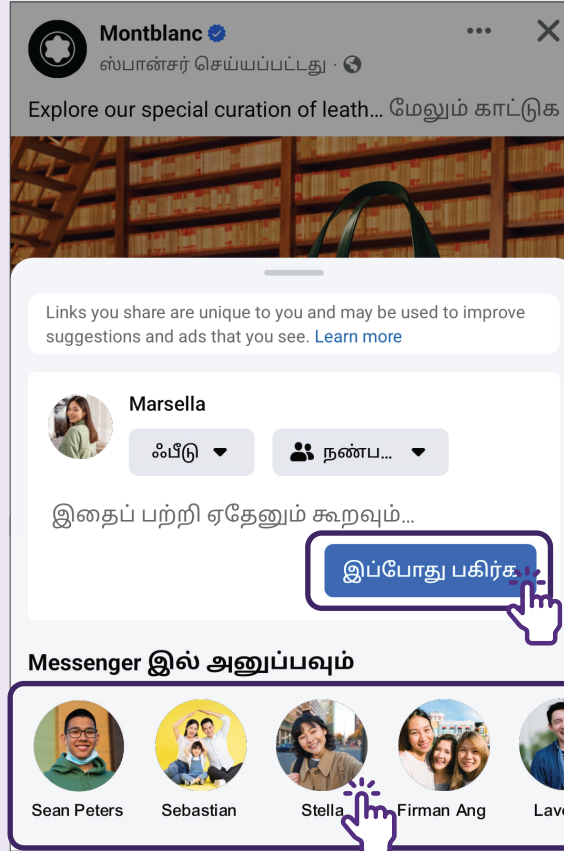 Montblanc
ஸ்பான்சர் செய்யப்பட்டது ·
Explore our special curation of leath... மேலும் காட்டுக
Links you share are unique to you and may be used to improve
suggestions and ads that you see. Learn more
Marsella
ஃபீடு நண்ப...
இதைப் பற்றி ஏதேனும் கூறவும்...
இப்போது பகிர்க
Messenger இல் அனுப்பவும்
Sean Peters Sebastian Stella Firman Ang